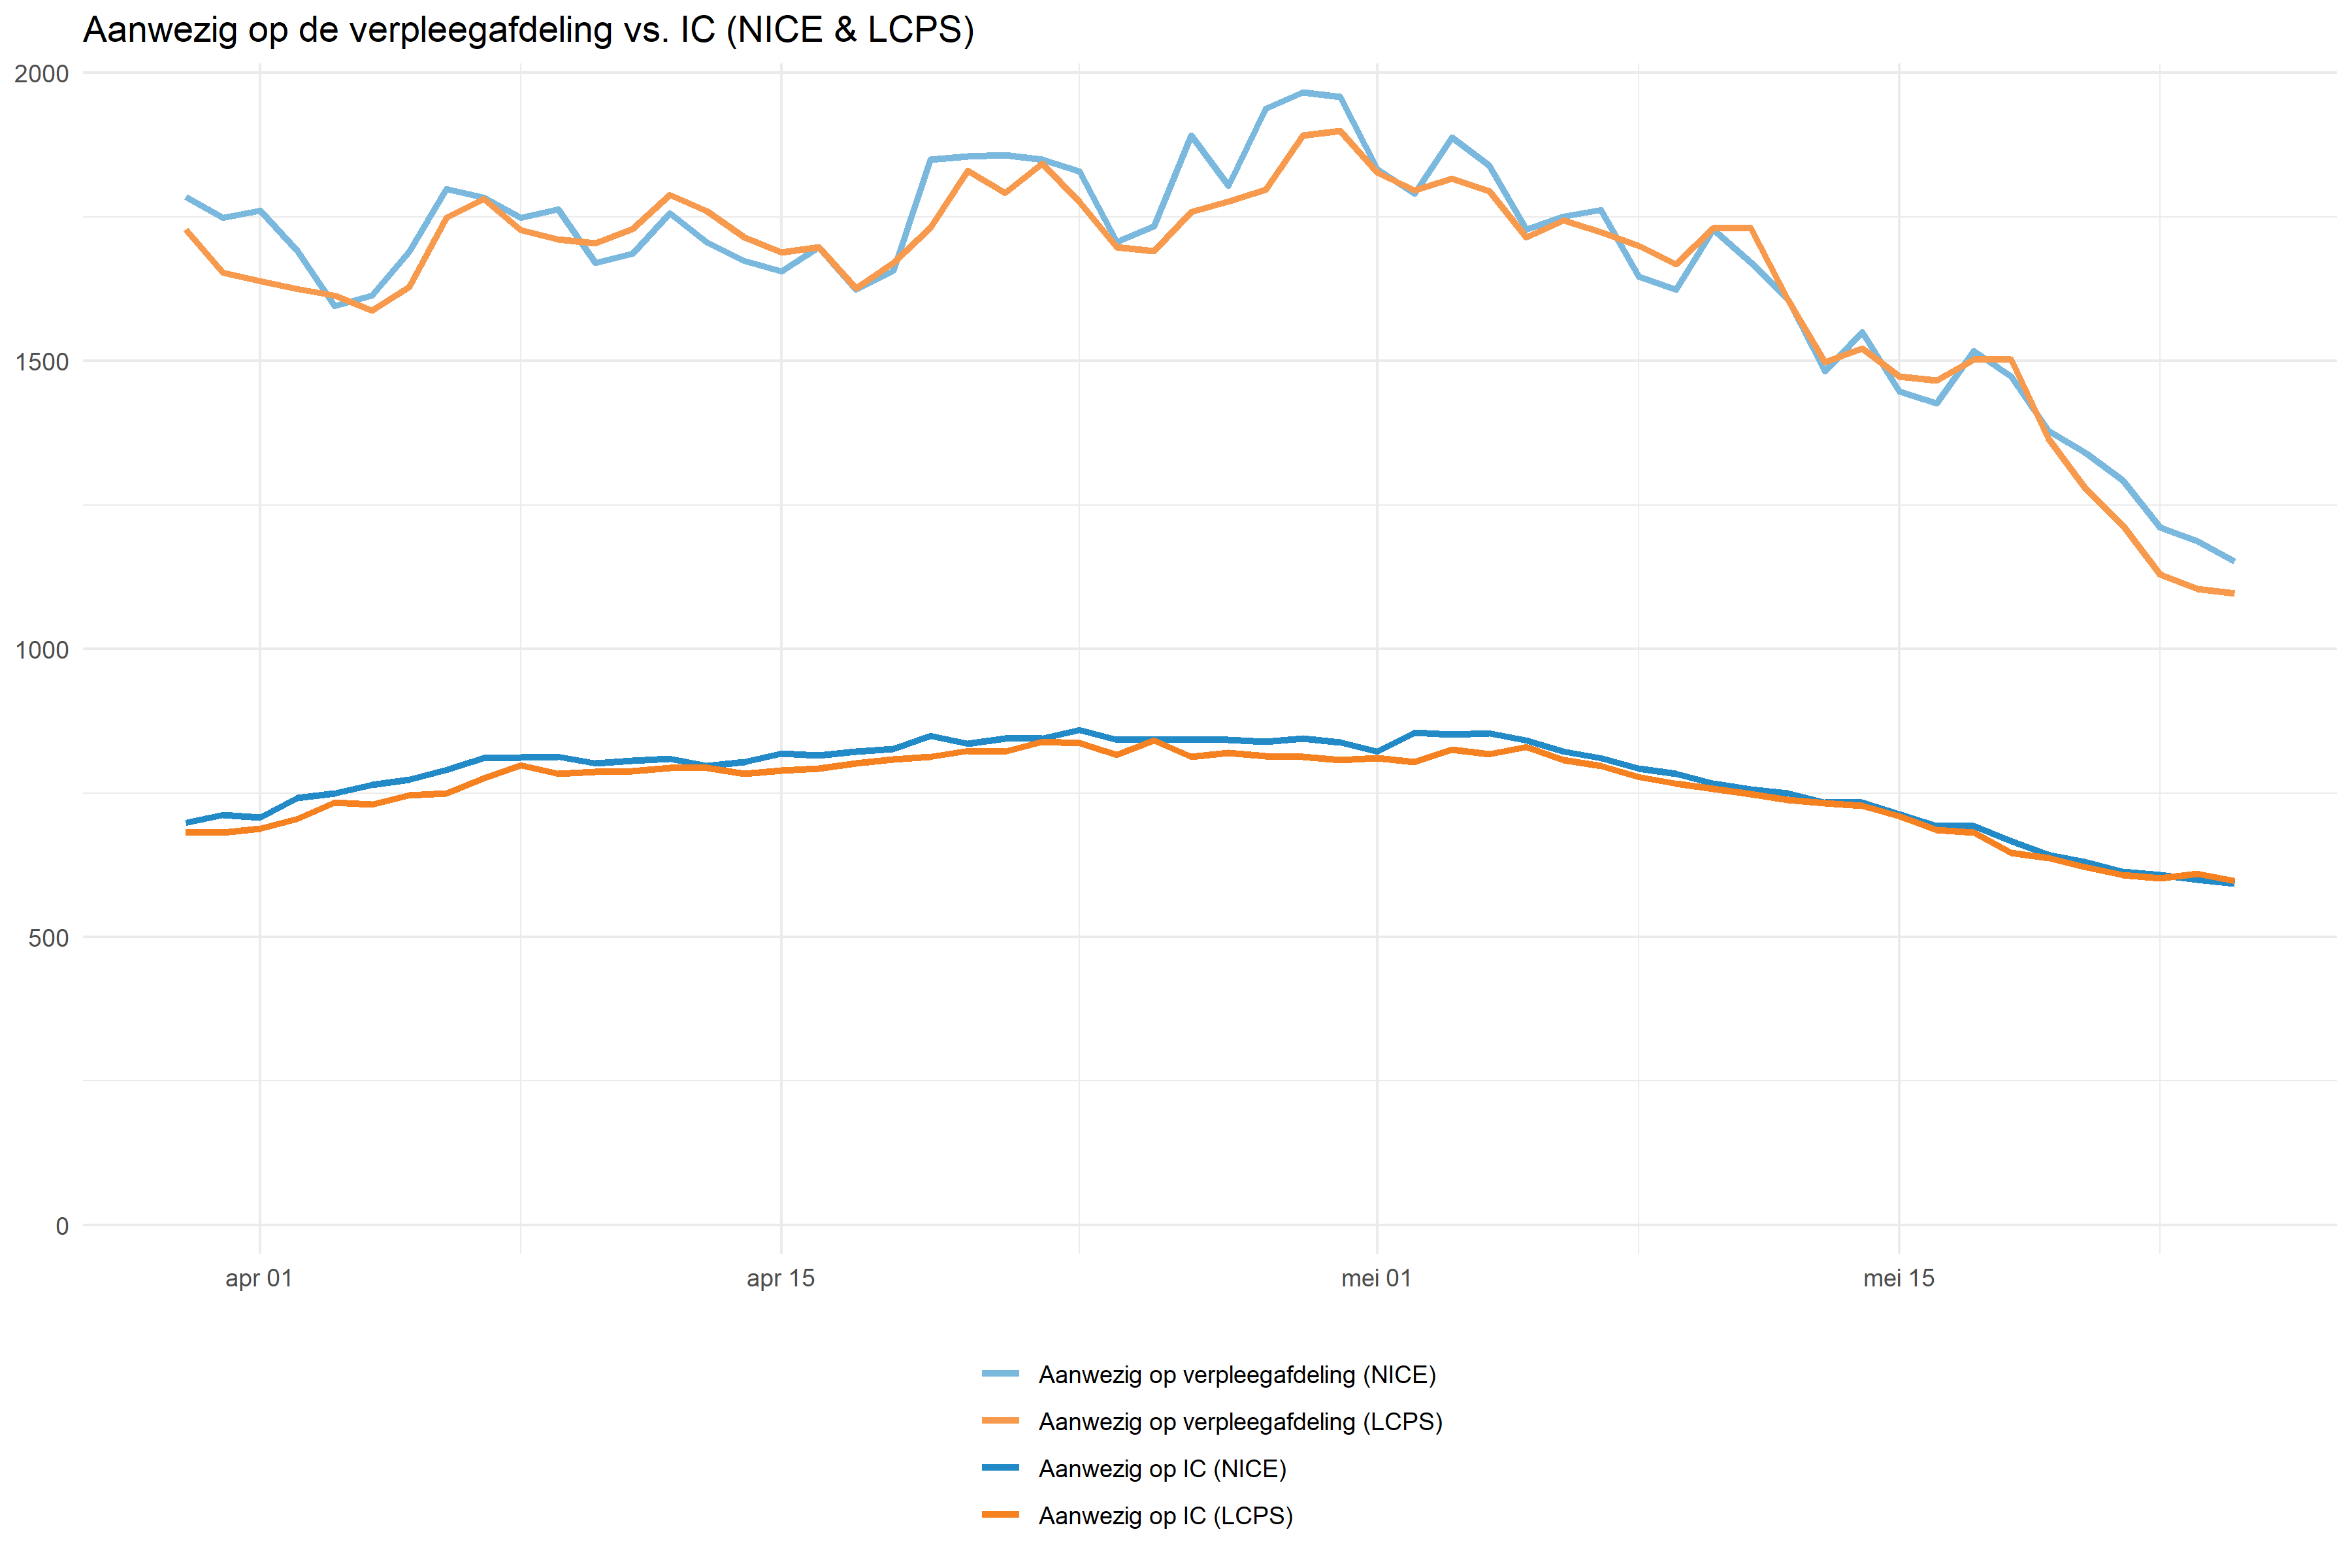 Aanwezig op de verpleegafdeling vs. IC (NICE & LCPS)
2000
1500
1000
500
0
apr 01
apr 15
mei 01
mei 15
Aanwezig op verpleegafdeling (NICE)
Aanwezig op verpleegafdeling (LCPS)
Aanwezig op IC (NICE)
Aanwezig op IC (LCPS)